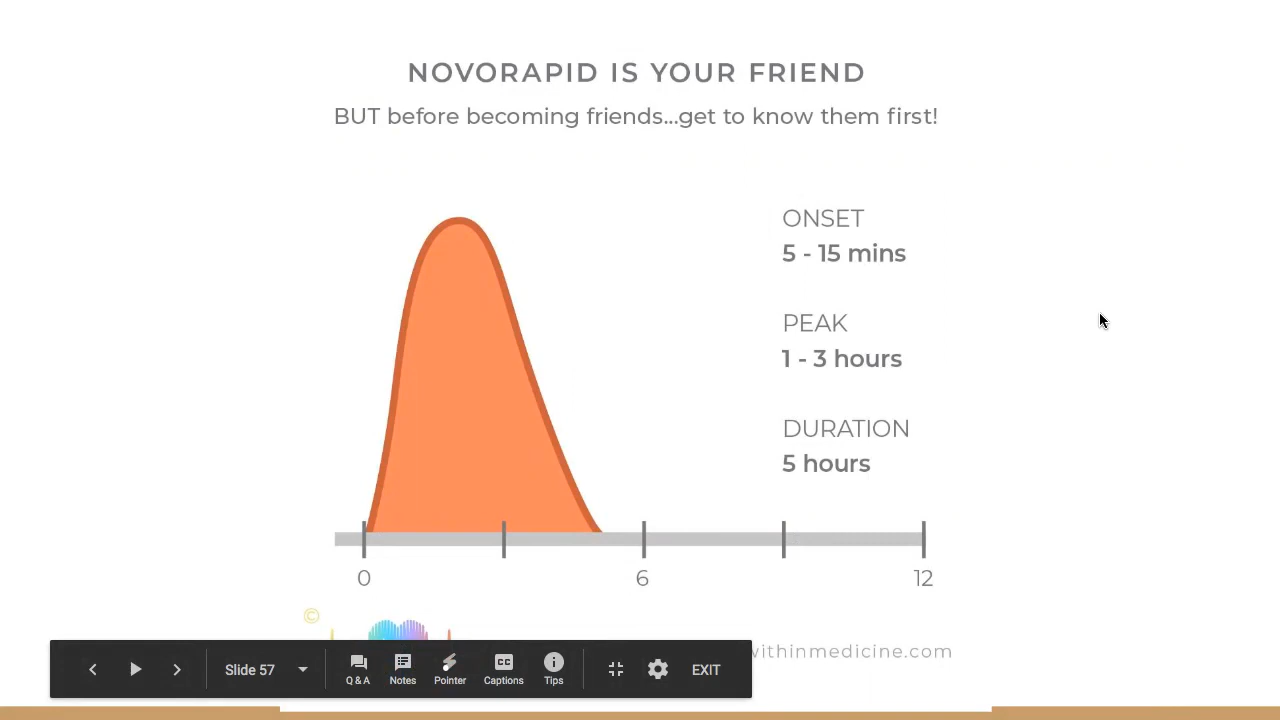 NOVORAPID IS YOUR FRIEND
BUT before becoming friends...get to know them first!
ONSET
5 - 15 mins
PEAK
1 - 3 hours
DURATION
5 hours
0 6 12
©
withinmedicine.com
Slide 57 Q & A Notes Pointer CC Captions Tips EXIT